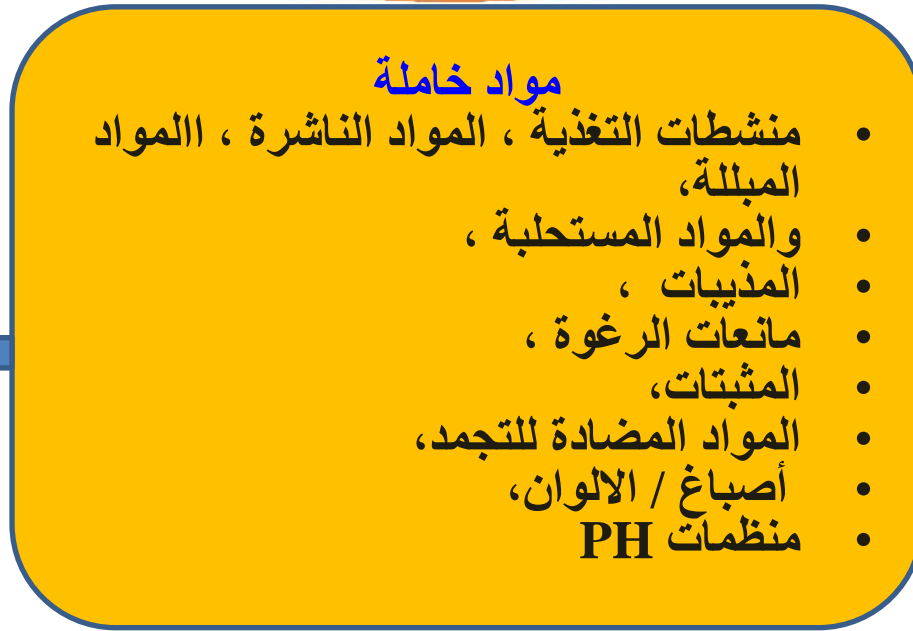 مواد خاملة
• منشطات التغذية ، المواد الناشرة ، االمواد
المبللة،
• والمواد المستحلبة ،
• المذيبات ،
• مانعات الرغوة ،
• المثبتات،
• المواد المضادة للتجمد،
• أصباغ / الالوان،
• منظمات PH